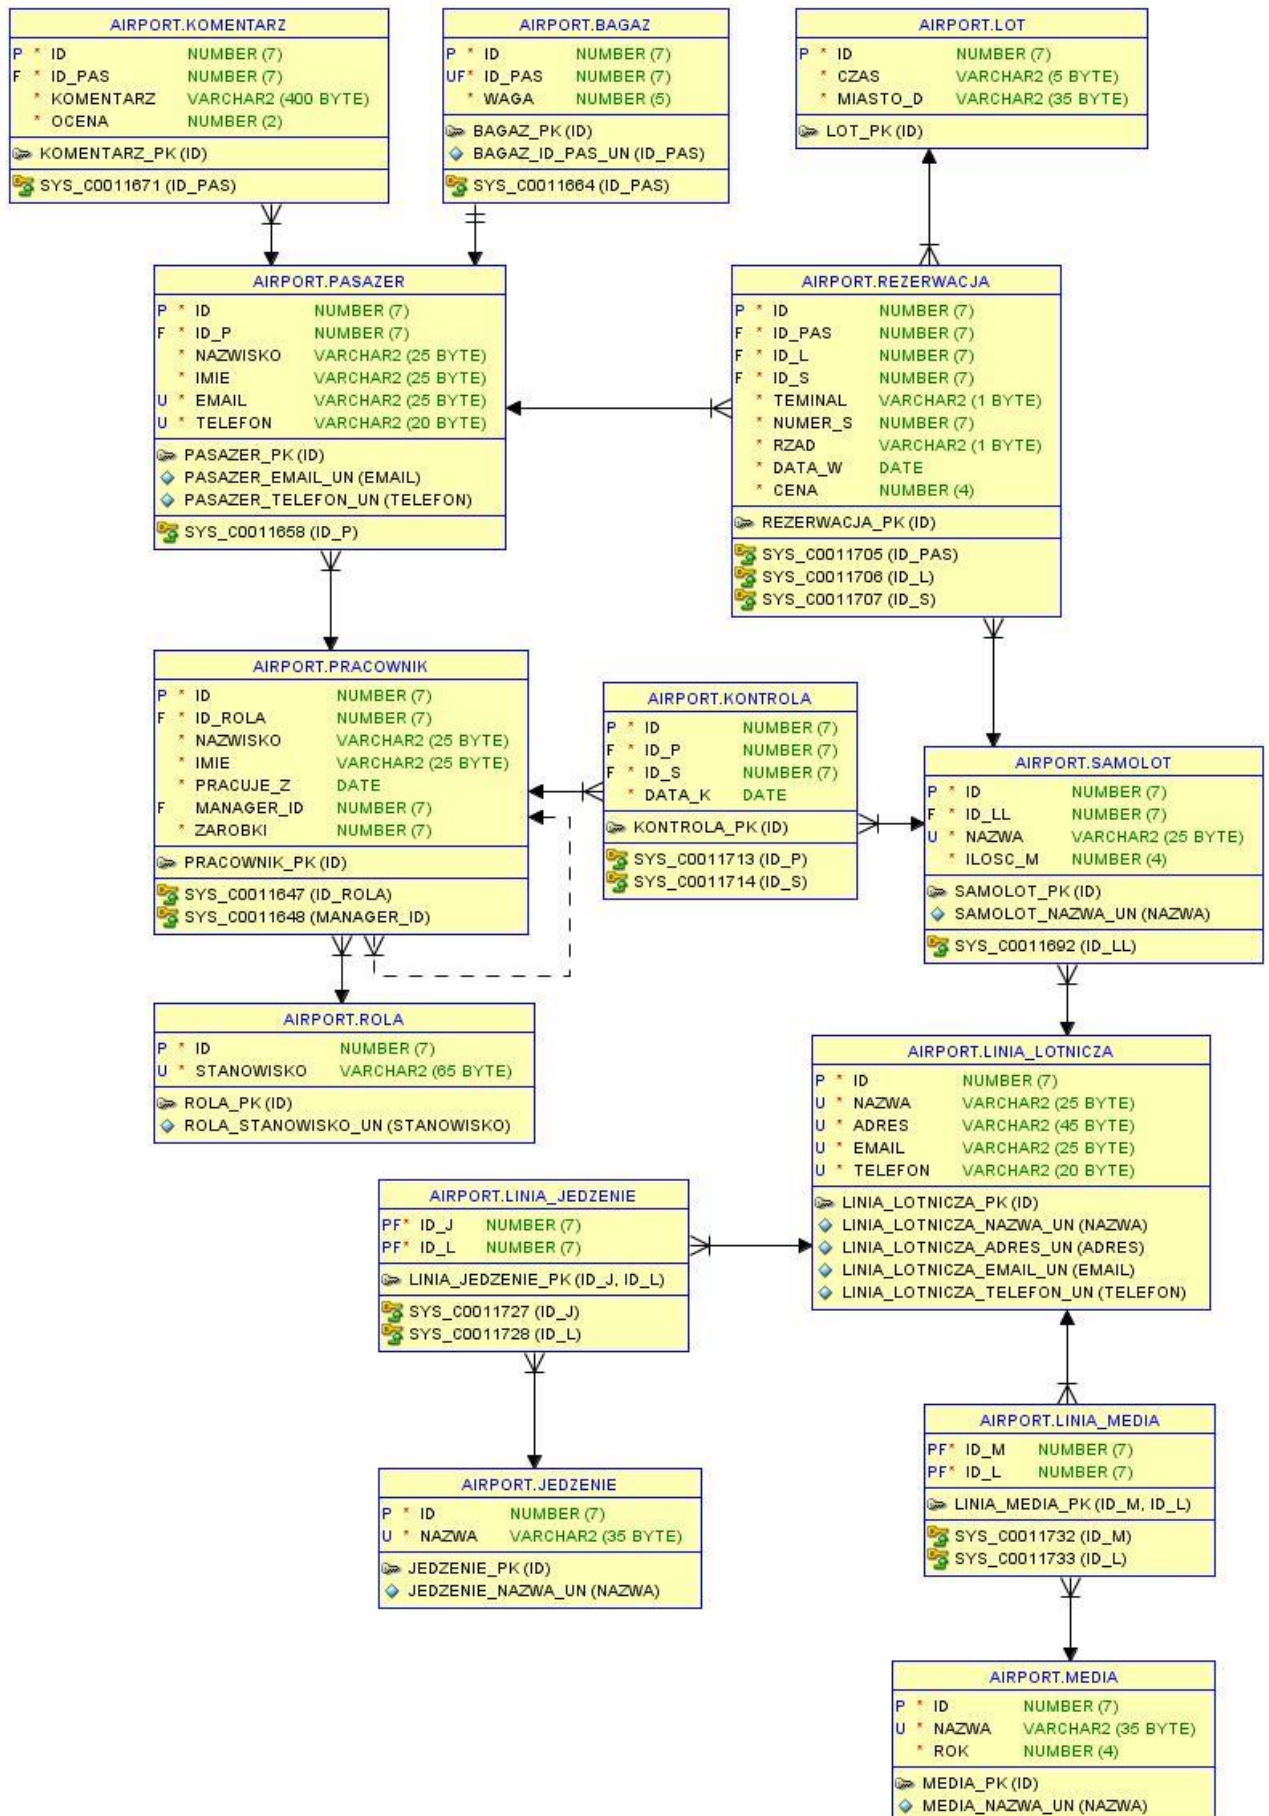 AIRPORT.KOMENTARZ
P * ID NUMBER (7)
F * ID_PAS NUMBER (7)
* KOMENTARZ VARCHAR2 (400 BYTE)
* OCENA NUMBER (2)
KOMENTARZ_PK (ID)
SYS_C0011671 (ID_PAS)
AIRPORT.BAGAZ
P * ID NUMBER (7)
UF* ID_PAS NUMBER (7)
* WAGA NUMBER (5)
BAGAZ_PK (ID)
BAGAZ_ID_PAS_UN (ID_PAS)
SYS_C0011664 (ID_PAS)
AIRPORT.LOT
P * ID NUMBER (7)
* CZAS VARCHAR2 (5 BYTE)
* MIASTO_D VARCHAR2 (35 BYTE)
LOT_PK (ID)
AIRPORT.PASAZER
P * ID NUMBER (7)
F * ID_P NUMBER (7)
* NAZWISKO VARCHAR2 (25 BYTE)
* IMIE VARCHAR2 (25 BYTE)
U * EMAIL VARCHAR2 (25 BYTE)
U * TELEFON VARCHAR2 (20 BYTE)
PASAZER_PK (ID)
PASAZER_EMAIL_UN (EMAIL)
PASAZER_TELEFON_UN (TELEFON)
SYS_C0011658 (ID_P)
AIRPORT.REZERWACJA
P * ID NUMBER (7)
F * ID_PAS NUMBER (7)
F * ID_L NUMBER (7)
F * ID_S NUMBER (7)
* TEMINAL VARCHAR2 (1 BYTE)
* NUMER_S NUMBER (7)
* RZAD VARCHAR2 (1 BYTE)
* DATA_W DATE
* CENA NUMBER (4)
REZERWACJA_PK (ID)
SYS_C0011705 (ID_PAS)
SYS_C0011706 (ID_L)
SYS_C0011707 (ID_S)
AIRPORT.PRACOWNIK
P * ID NUMBER (7)
F * ID_ROLA NUMBER (7)
* NAZWISKO VARCHAR2 (25 BYTE)
* IMIE VARCHAR2 (25 BYTE)
* PRACUJE_Z DATE
F MANAGER_ID NUMBER (7)
* ZAROBKI NUMBER (7)
PRACOWNIK_PK (ID)
SYS_C0011647 (ID_ROLA)
SYS_C0011648 (MANAGER_ID)
AIRPORT.KONTROLA
P * ID NUMBER (7)
F * ID_P NUMBER (7)
F * ID_S NUMBER (7)
* DATA_K DATE
KONTROLA_PK (ID)
SYS_C0011713 (ID_P)
SYS_C0011714 (ID_S)
AIRPORT.SAMOLOT
P * ID NUMBER (7)
F * ID_LL NUMBER (7)
U * NAZWA VARCHAR2 (25 BYTE)
* ILOSC_M NUMBER (4)
SAMOLOT_PK (ID)
SAMOLOT_NAZWA_UN (NAZWA)
SYS_C0011692 (ID_LL)
AIRPORT.ROLA
P * ID NUMBER (7)
U * STANOWISKO VARCHAR2 (65 BYTE)
ROLA_PK (ID)
ROLA_STANOWISKO_UN (STANOWISKO)
AIRPORT.LINIA_LOTNICZA
P * ID NUMBER (7)
U * NAZWA VARCHAR2 (25 BYTE)
U * ADRES VARCHAR2 (45 BYTE)
U * EMAIL VARCHAR2 (25 BYTE)
U * TELEFON VARCHAR2 (20 BYTE)
LINIA_LOTNICZA_PK (ID)
LINIA_LOTNICZA_NAZWA_UN (NAZWA)
LINIA_LOTNICZA_ADRES_UN (ADRES)
LINIA_LOTNICZA_EMAIL_UN (EMAIL)
LINIA_LOTNICZA_TELEFON_UN (TELEFON)
AIRPORT.LINIA_JEDZENIE
PF* ID_J NUMBER (7)
PF* ID_L NUMBER (7)
LINIA_JEDZENIE_PK (ID_J, ID_L)
SYS_C0011727 (ID_J)
SYS_C0011728 (ID_L)
AIRPORT.LINIA_MEDIA
PF* ID_M NUMBER (7)
PF* ID_L NUMBER (7)
LINIA_MEDIA_PK (ID_M, ID_L)
SYS_C0011732 (ID_M)
SYS_C0011733 (ID_L)
AIRPORT.JEDZENIE
P * ID NUMBER (7)
U * NAZWA VARCHAR2 (35 BYTE)
JEDZENIE_PK (ID)
JEDZENIE_NAZWA_UN (NAZWA)
AIRPORT.MEDIA
P * ID NUMBER (7)
U * NAZWA VARCHAR2 (35 BYTE)
* ROK NUMBER (4)
MEDIA_PK (ID)
MEDIA_NAZWA_UN (NAZWA)